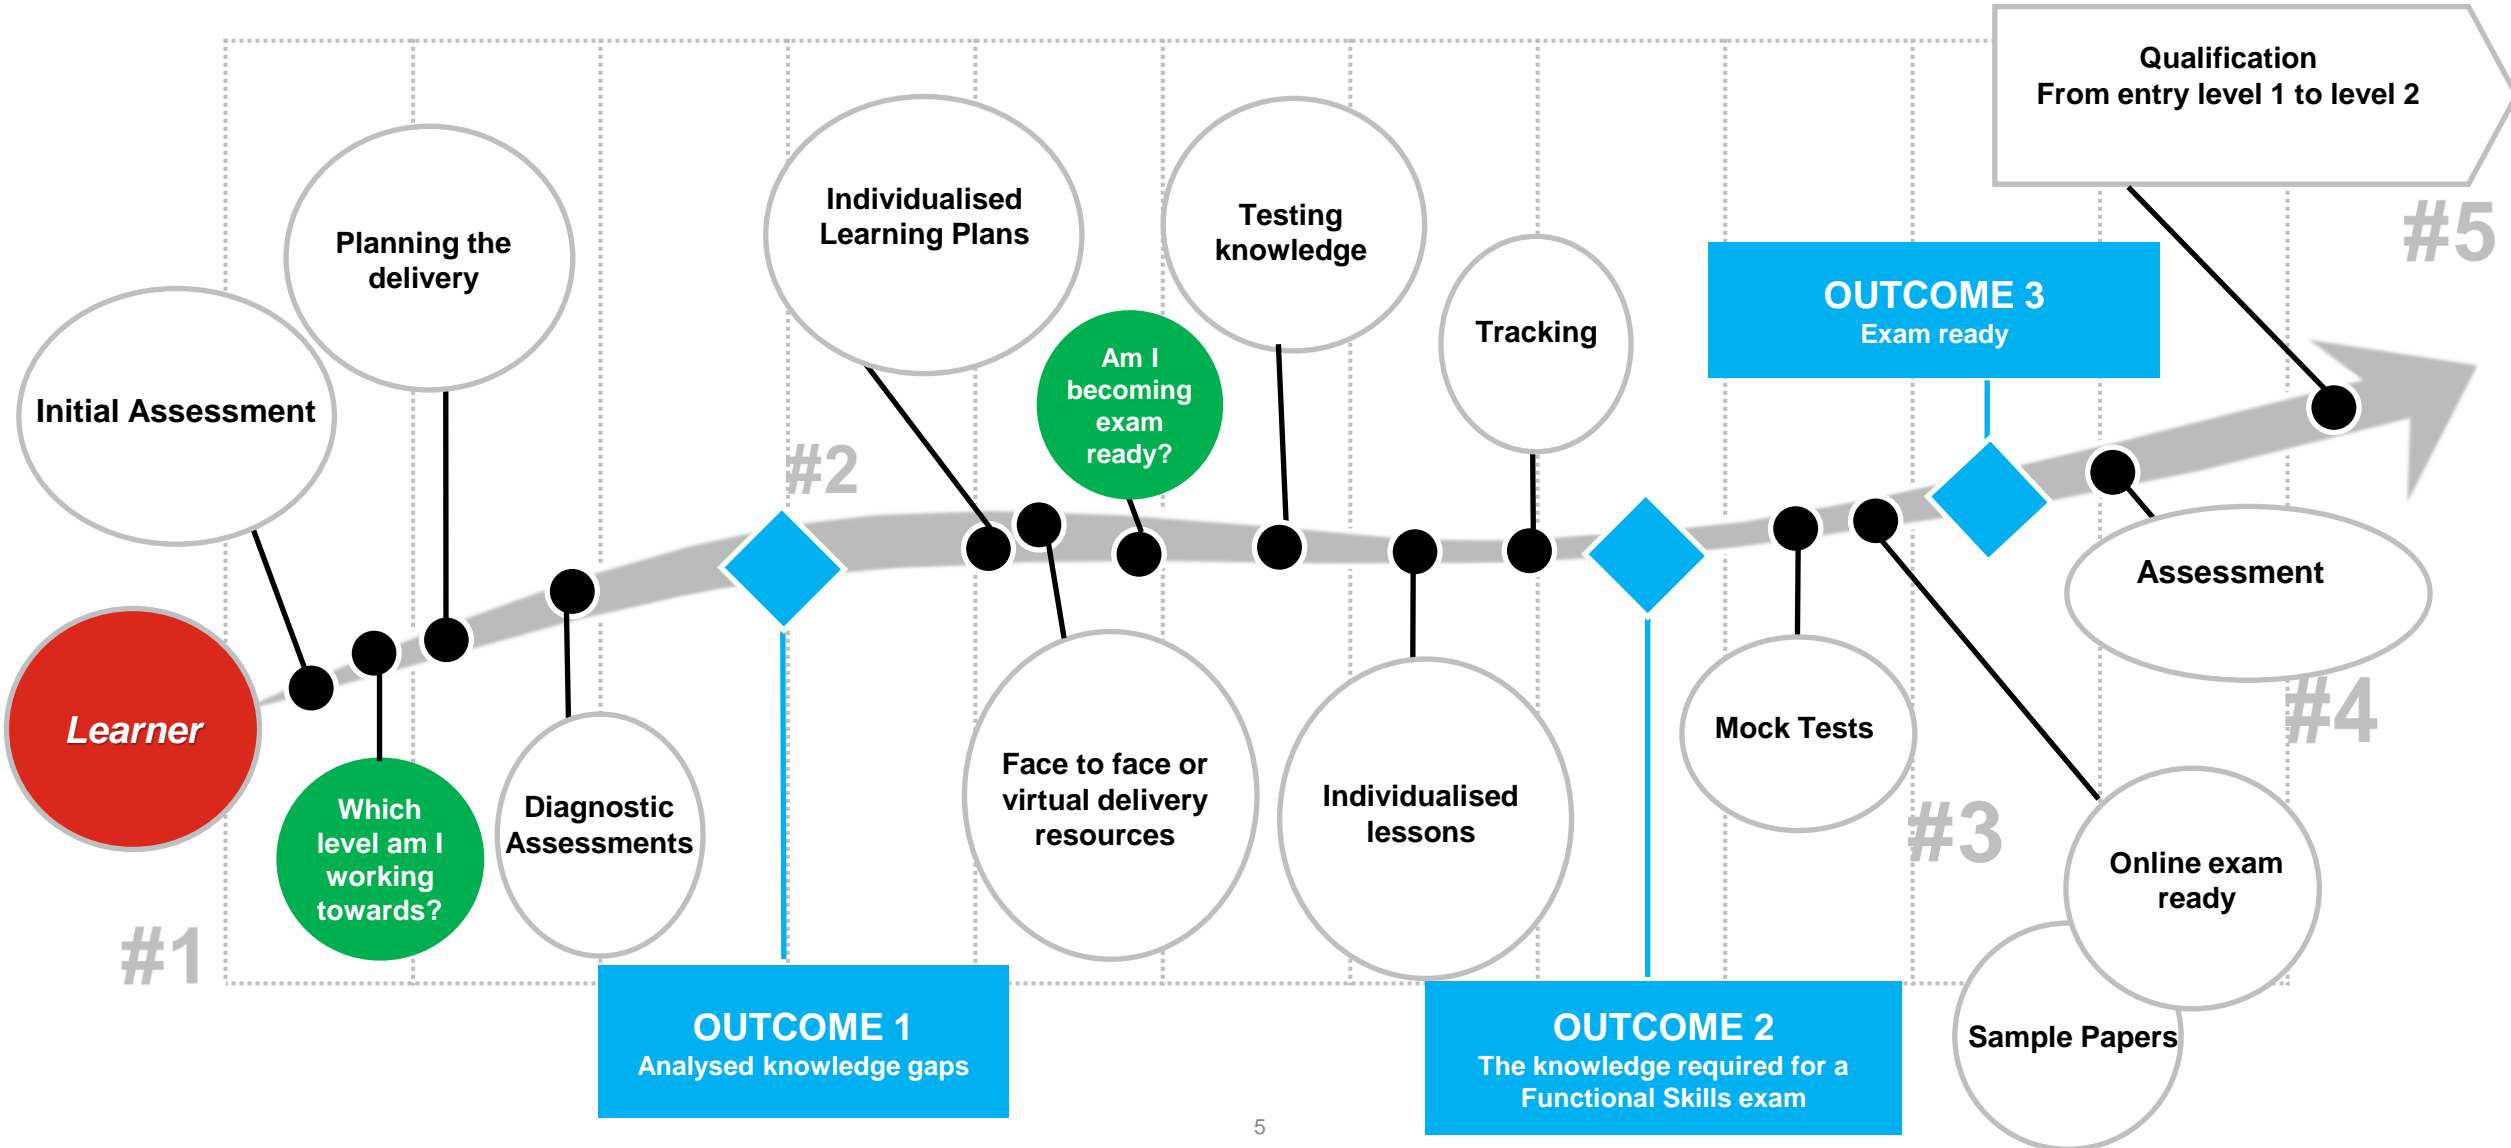 Qualification
From entry level 1 to level 2
#5
Individualised
Learning Plans
Testing
knowledge
Planning the
delivery
Tracking
OUTCOME 3
Exam ready
Am I
becoming
exam
ready?
Initial Assessment
#2
Assessment
Learner
#4
Mock Tests
Which
level am I
working
towards?
Diagnostic
Assessments
Face to face or
virtual delivery
resources
Individualised
lessons
#3
Online exam
ready
#1
OUTCOME 1
Analysed knowledge gaps
OUTCOME 2
The knowledge required for a
Functional Skills exam
Sample Papers
5